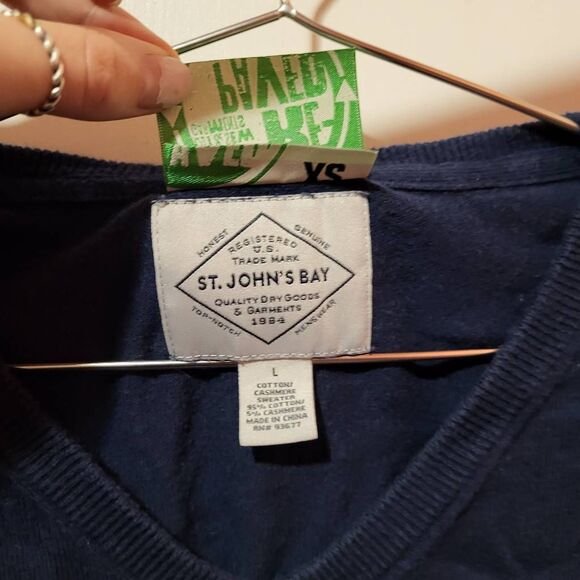 XS
HONEST
GENUINE
REGISTERED
U.S.
TRADE MARK
ST. JOHN'S BAY
QUALITY DRY GOODS
& GARMENTS
1984
TOP-NOTCH
MENSWEAR
L
COTTON/
CASHMERE
SWEATER
95% COTTON/
5% CASHMERE
MADE IN CHINA
RN# 93677